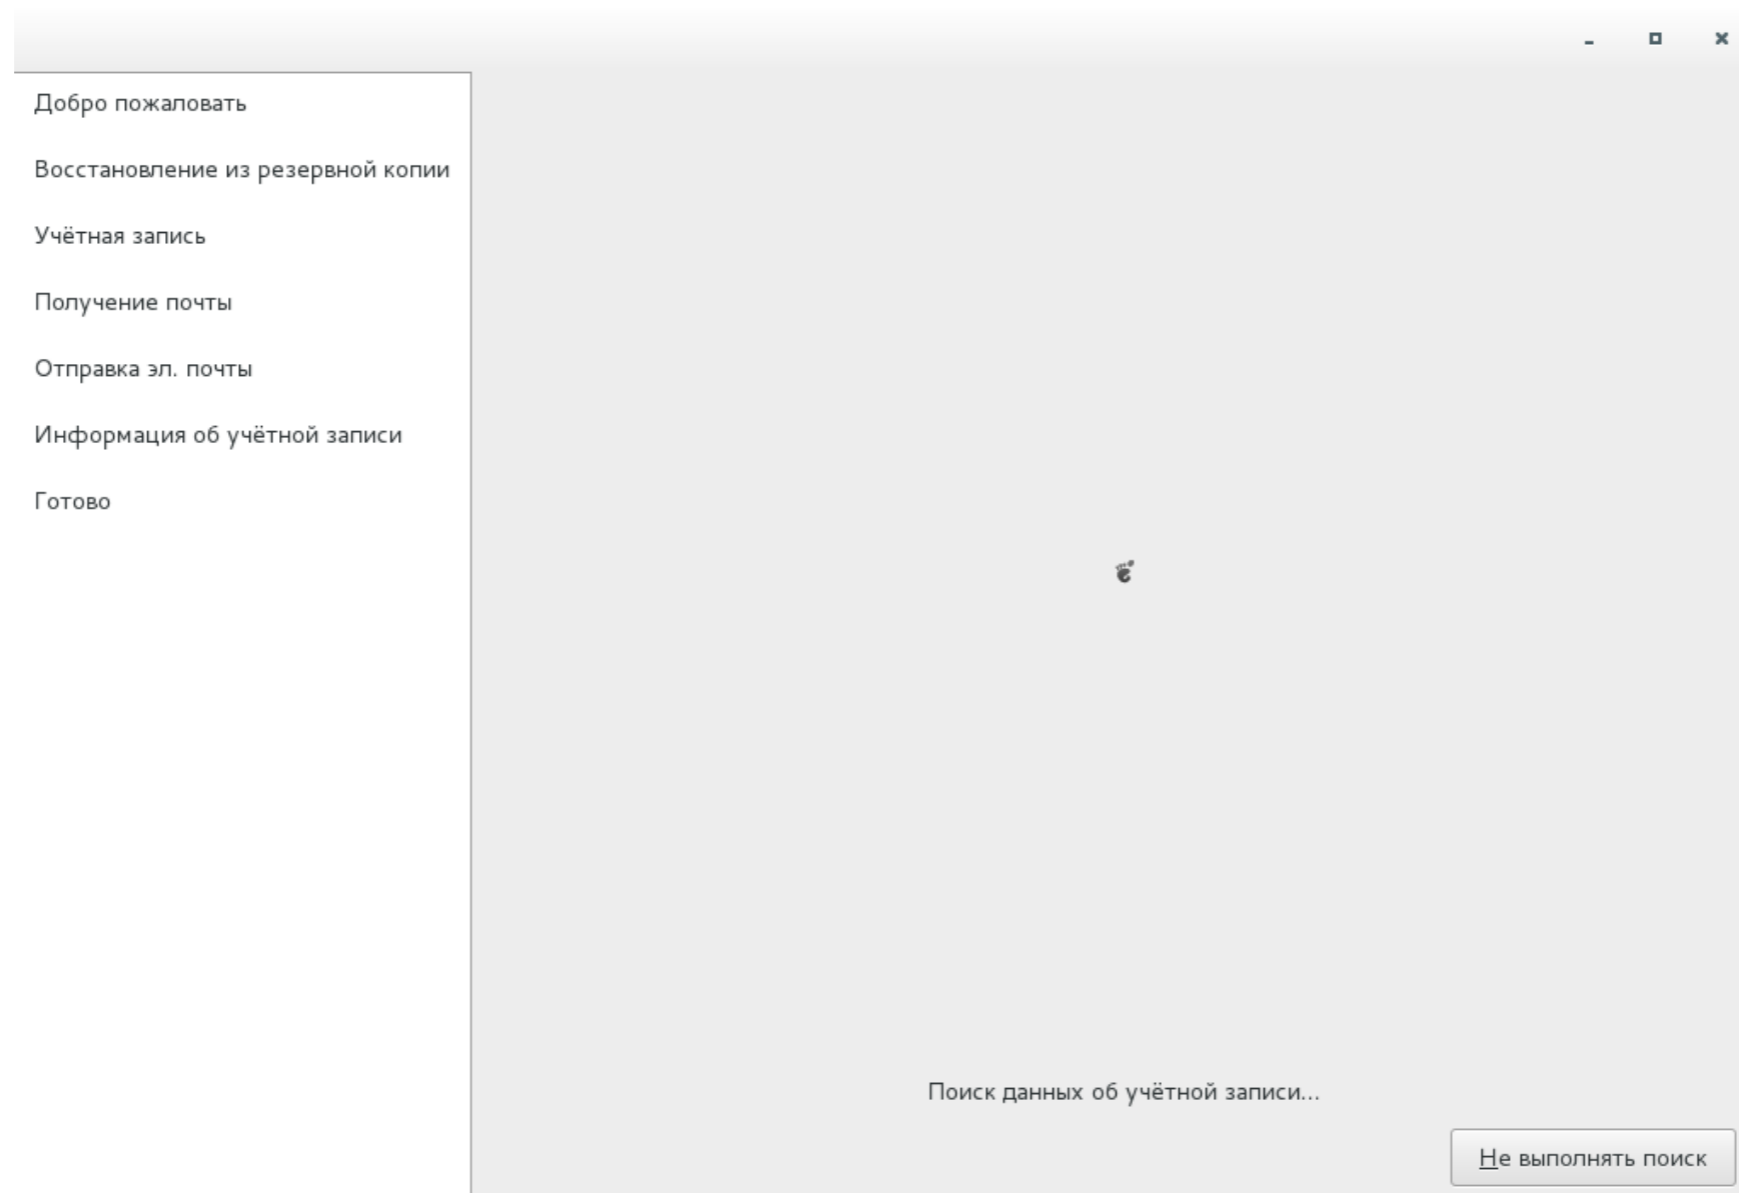 Добро пожаловать
Восстановление из резервной копии
Учётная запись
Получение почты
Отправка эл. почты
Информация об учётной записи
Готово
Поиск данных об учётной записи...
Не выполнять поиск